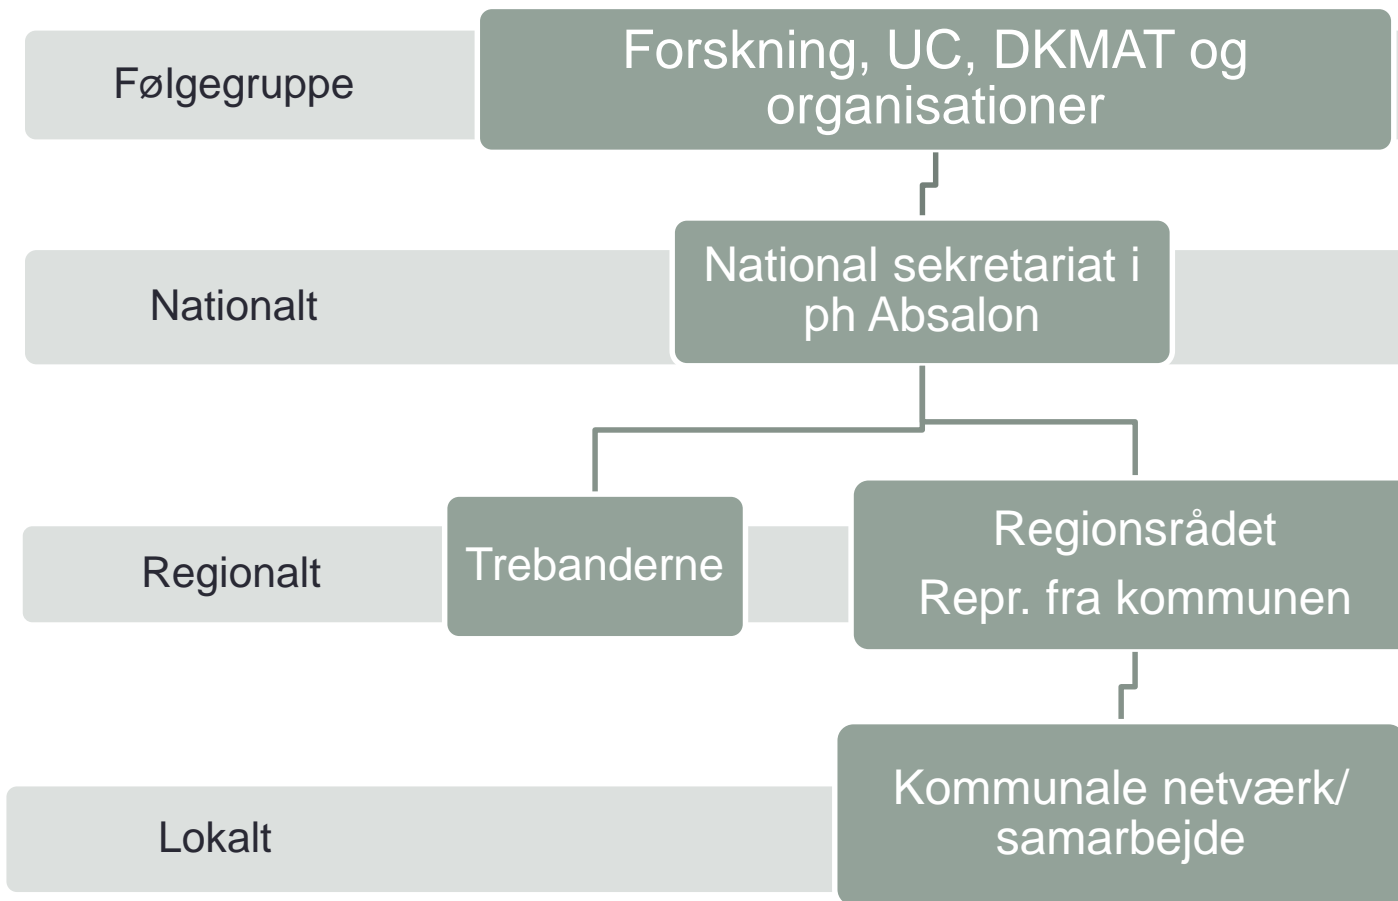 Følgegruppe
Forskning, UC, DKMAT og
organisationer
Nationalt
National sekretariat i
ph Absalon
Regionalt
Trebanderne
Regionsrådet
Repr. fra kommunen
Lokalt
Kommunale netværk/
samarbejde